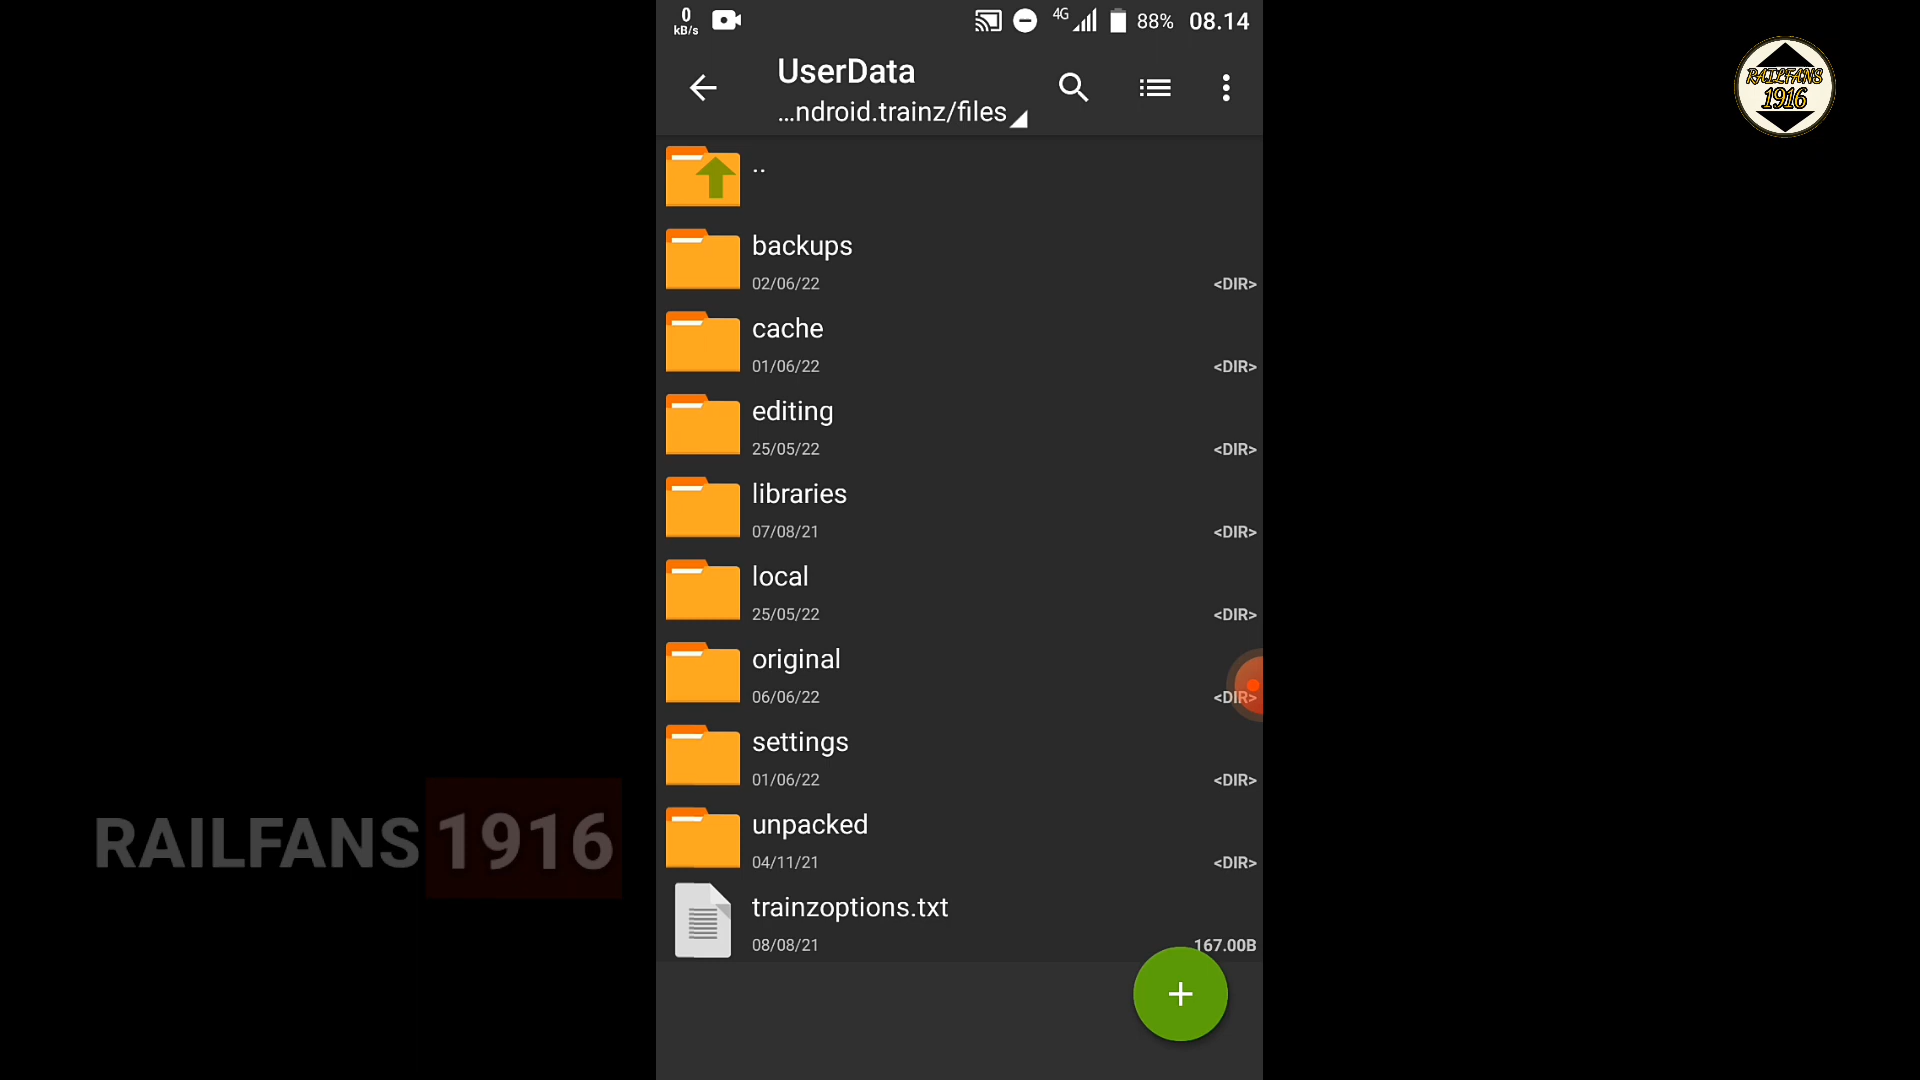 0
kB/s
4G
88%
08.14
UserData
...ndroid.trainz/files
..
backups
02/06/22
<DIR>
cache
01/06/22
<DIR>
editing
25/05/22
<DIR>
libraries
07/08/21
<DIR>
local
25/05/22
<DIR>
original
06/06/22
<DIR>
settings
01/06/22
<DIR>
unpacked
04/11/21
<DIR>
trainzoptions.txt
08/08/21
167.00B
RAILFANS 1916
RAILFANS
1916